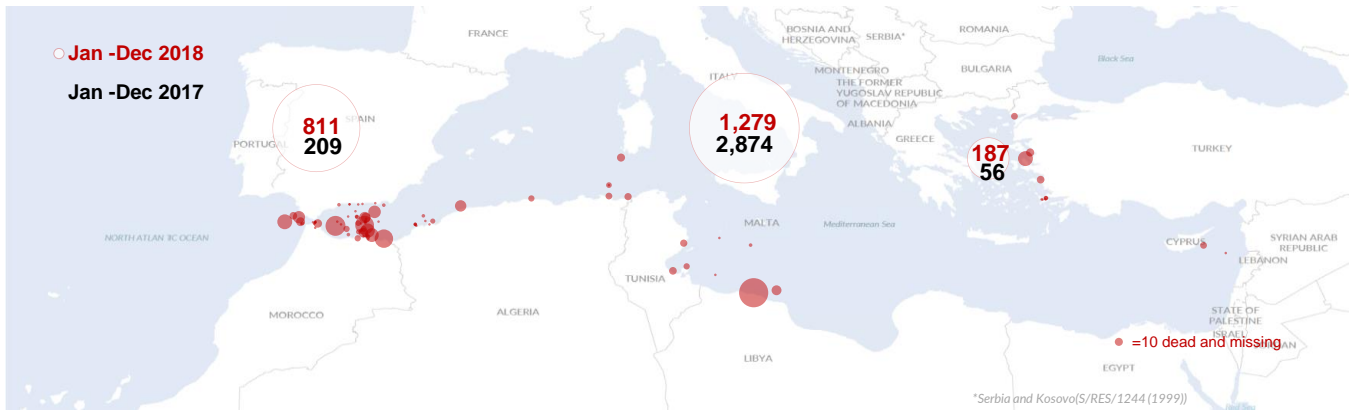 Jan -Dec 2018
Jan -Dec 2017
FRANCE
BOSNIA AND
HERZEGOVINA
SERBIA*
ROMANIA
Black Sea
ITALY
MONTENEGRO
BULGARIA
THE FORMER
YUGOSLAV REPUBLIC
OF MACEDONIA
SPAIN
811
209
1,279
2,874
ALBANIA
PORTUGAL
GREECE
187
56
TURKEY
NORTH ATLAN
OCEAN
MALTA
Mediterranean Sea
CYPRUS
SYRIAN ARAB
REPUBLIC
LEBANON
TUNISIA
MOROCCO
ALGERIA
STATE OF
PALESTINE
ISRAEL
=10 dead and missing
LIBYA
EGYPT
*Serbia and Kosovo(S/RES/1244 (1999))